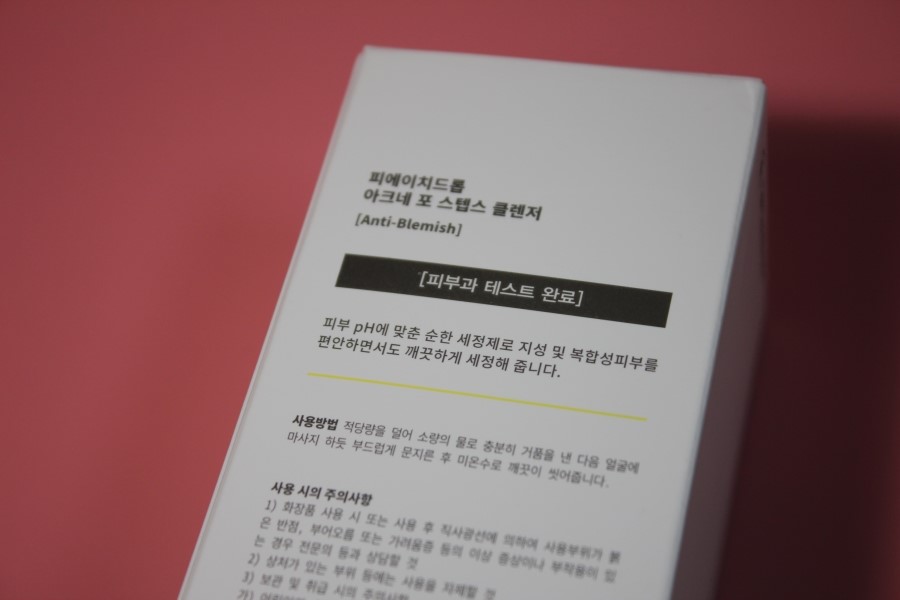 피에이치드롭
아크네 포 스텝스 클렌저
[Anti-Blemish]
[피부과 테스트 완료]
피부 pH에 맞춘 순한 세정제로 지성 및 복합성피부를
편안하면서도 깨끗하게 세정해 줍니다.
사용방법 적당량을 덜어 소량의 물로 충분히 거품을 낸 다음 얼굴에
마사지 하듯 부드럽게 문지른 후 미온수로 깨끗이 씻어줍니다.
사용 시의 주의사항
1) 화장품 사용 시 또는 사용 후 직사광선에 의하여 사용부위가 붉
은 반점, 부어오름 또는 가려움증 등의 이상 증상이나 부작용이 있
는 경우 전문의 등과 상담할 것
2) 상처가 있는 부위 등에는 사용을 자제할 것
3) 보관 및 취급 시의 주의사항
가)